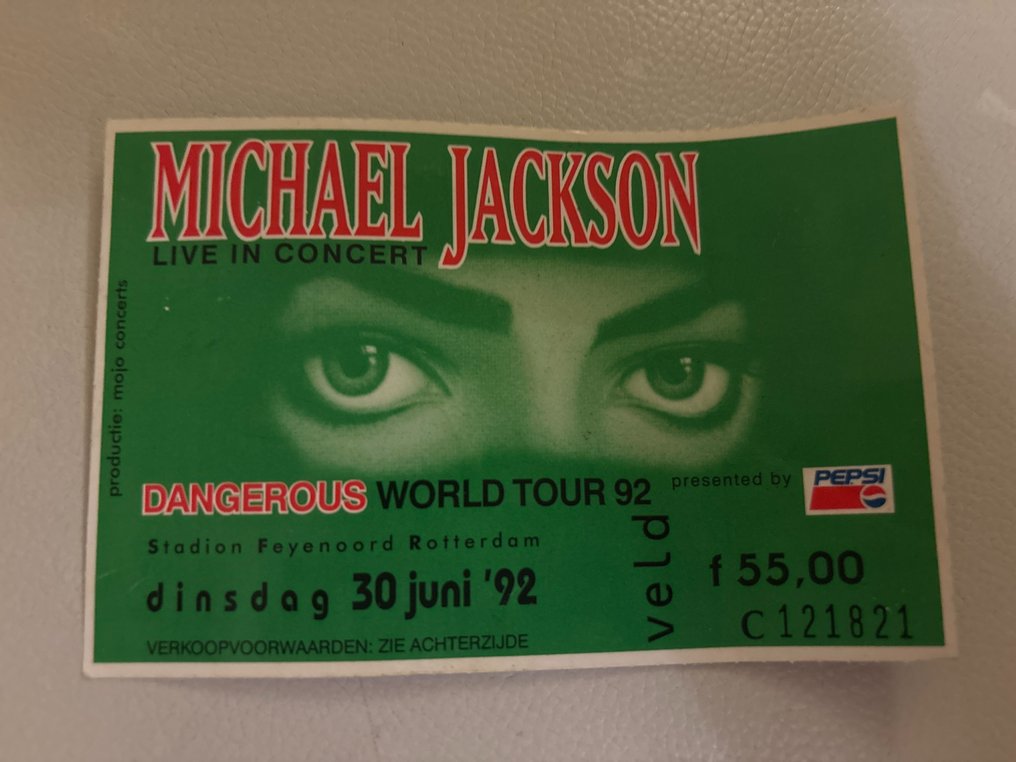 MICHAEL JACKSON
LIVE IN CONCERT
productie: mojo concerts
DANGEROUS WORLD TOUR 92
presented by PEPSI
Stadion Feyenoord Rotterdam
dinsdag 30 juni '92
veld
f 55,00
C 121821
VERKOOPVOORWAARDEN: ZIE ACHTERZIJDE